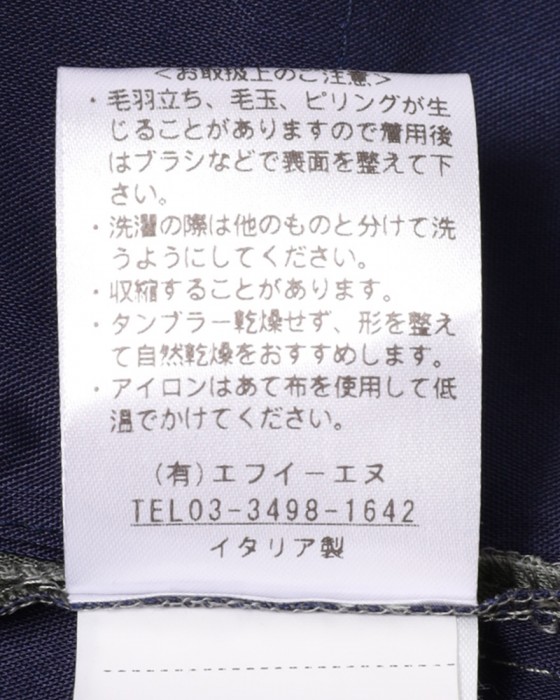 <お取扱上のご注意>
・毛羽立ち、毛玉、ピリングが生
じることがありますので着用後
はブラシなどで表面を整えて下
さい。
・洗濯の際は他のものと分けて洗
うようにしてください。
・収縮することがあります。
・タンブラー乾燥せず、形を整え
て自然乾燥をおすすめします。
・アイロンはあて布を使用して低
温でかけてください。
(有)エフイーエヌ
TEL03-3498-1642
イタリア製